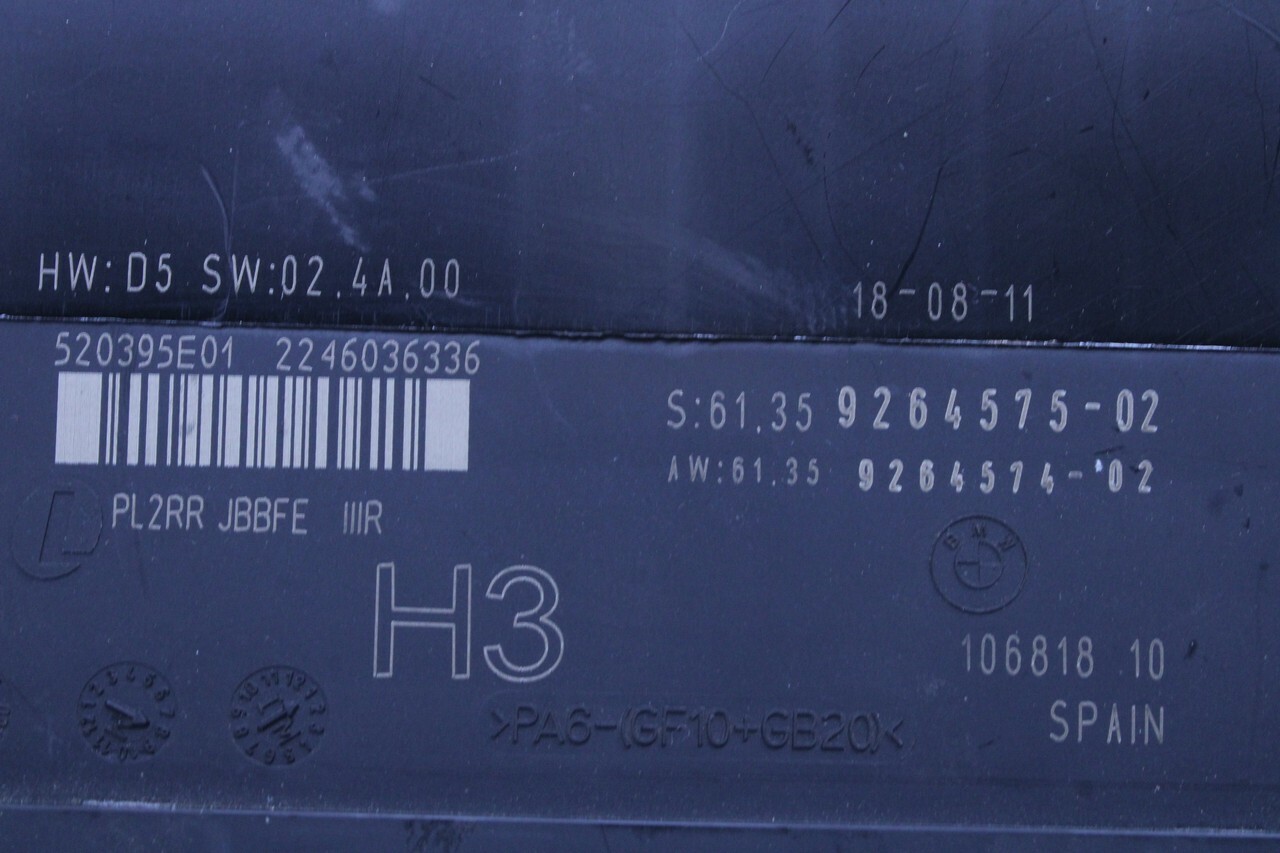 HW:D5 SW:02.4A.00
18-08-11
520395E01 2246036336
S:61.35 9264575-02
AW:61.35 9264574-02
PL2RR JBBFE IIIR
BMW
H3
106818 10
SPAIN
>PA6-(GF10+GB20)<